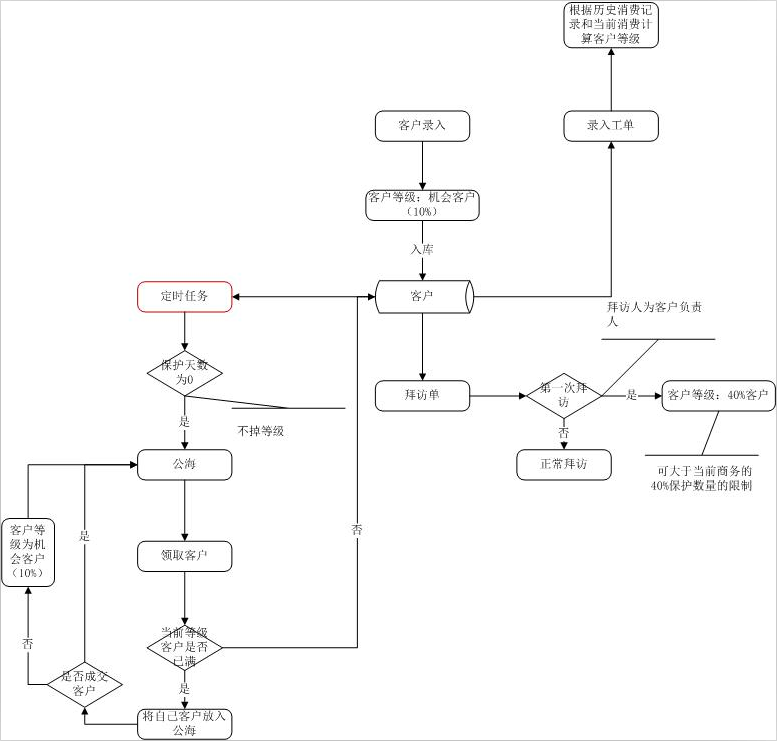 根据历史消费记
录和当前消费计
算客户等级
客户录入
录入工单
客户等级：机会客户
（10%）
入库
定时任务
客户
拜访人为客户负责
人
保护天数
为0
拜访单
第一次拜
访
是
客户等级：40%客户
是
不掉等级
否
公海
正常拜访
可大于当前商务的
40%保护数量的限制
客户等
级为机
会客户
（10%）
是
否
领取客户
当前等级
客户是否
已满
否
是否成交
客户
是
将自己客户放入
公海